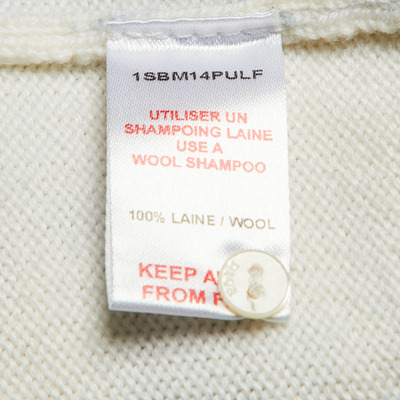 1SBM14PULF
UTILISER UN
SHAMPOING LAINE
USE A
WOOL SHAMPOO
100% LAINE / WOOL
KEEP
FROM